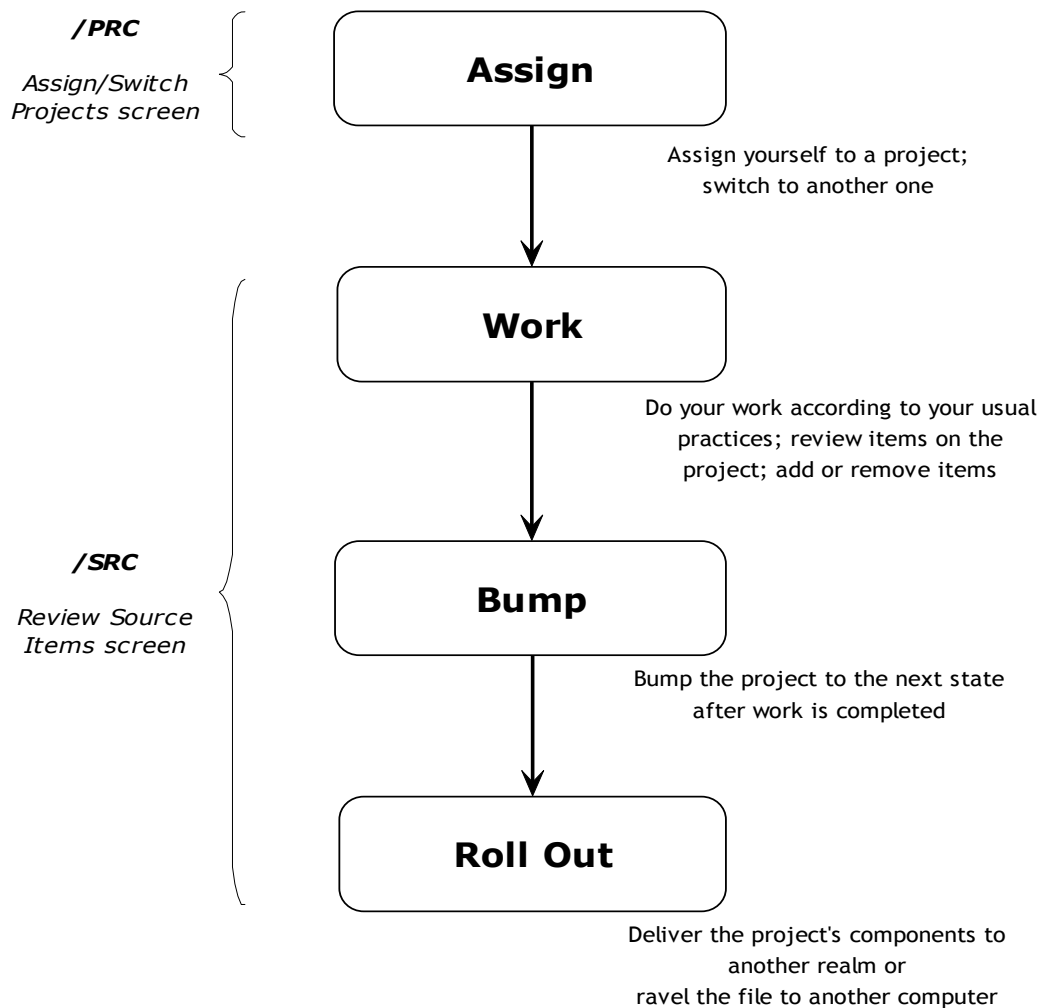 /PRC
Assign/Switch
Projects screen
Assign
Assign yourself to a project;
switch to another one
Work
Do your work according to your usual
practices; review items on the
project; add or remove items
/SRC
Review Source
Items screen
Bump
Bump the project to the next state
after work is completed
Roll Out
Deliver the project's components to
another realm or
ravel the file to another computer